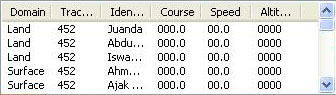 Domain Trac... Iden... Course Speed Altit...
Land 452 Juanda 000.0 00.0 0000
Land 452 Abdu... 000.0 00.0 0000
Land 452 Iswa... 000.0 00.0 0000
Surface 452 Ahm... 000.0 00.0 0000
Surface 452 Ajak ... 000.0 00.0 0000